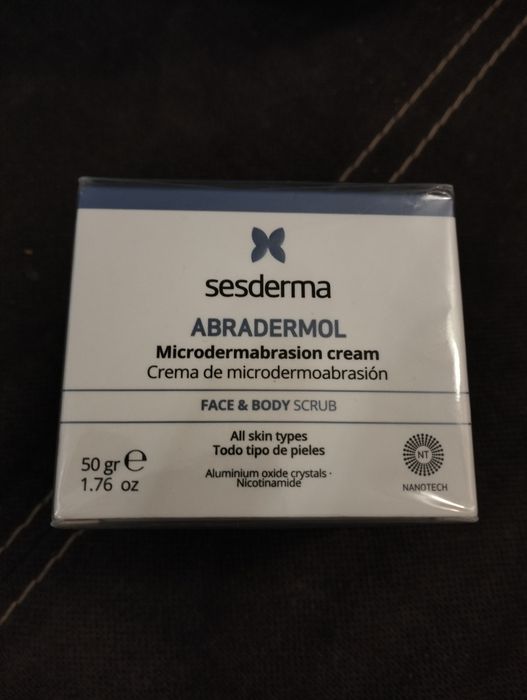 sesderma
ABRADERMOL
Microdermabrasion cream
Crema de microdermoabrasión
FACE & BODY SCRUB
All skin types
Todo tipo de pieles
50 gr e
1.76 oz
Aluminium oxide crystals ·
Nicotinamide
NT
NANOTECH